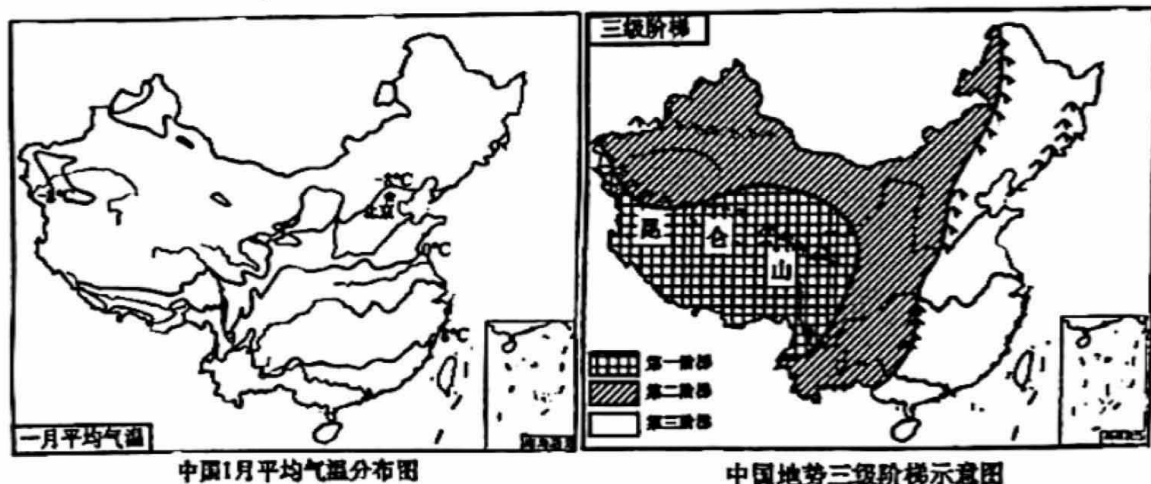 三级阶梯
-8℃
北京
0℃
8℃
昆
仑
山
第一阶梯
第二阶梯
第三阶梯
一月平均气温
中国1月平均气温分布图
中国地势三级阶梯示意图